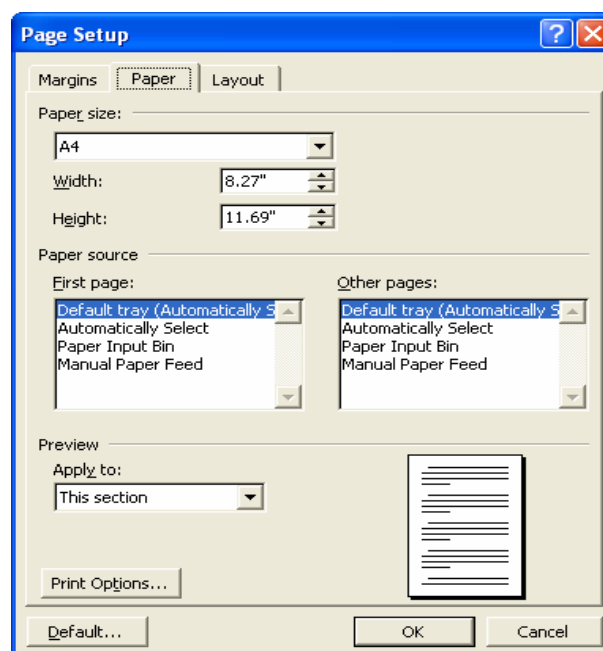 Page Setup
Margins Paper Layout
Paper size:
A4
Width: 8.27"
Height: 11.69"
Paper source
First page: Other pages:
Default tray (Automatically S Default tray (Automatically S
Automatically Select Automatically Select
Paper Input Bin Paper Input Bin
Manual Paper Feed Manual Paper Feed
Preview
Apply to:
This section
Print Options...
Default... OK Cancel